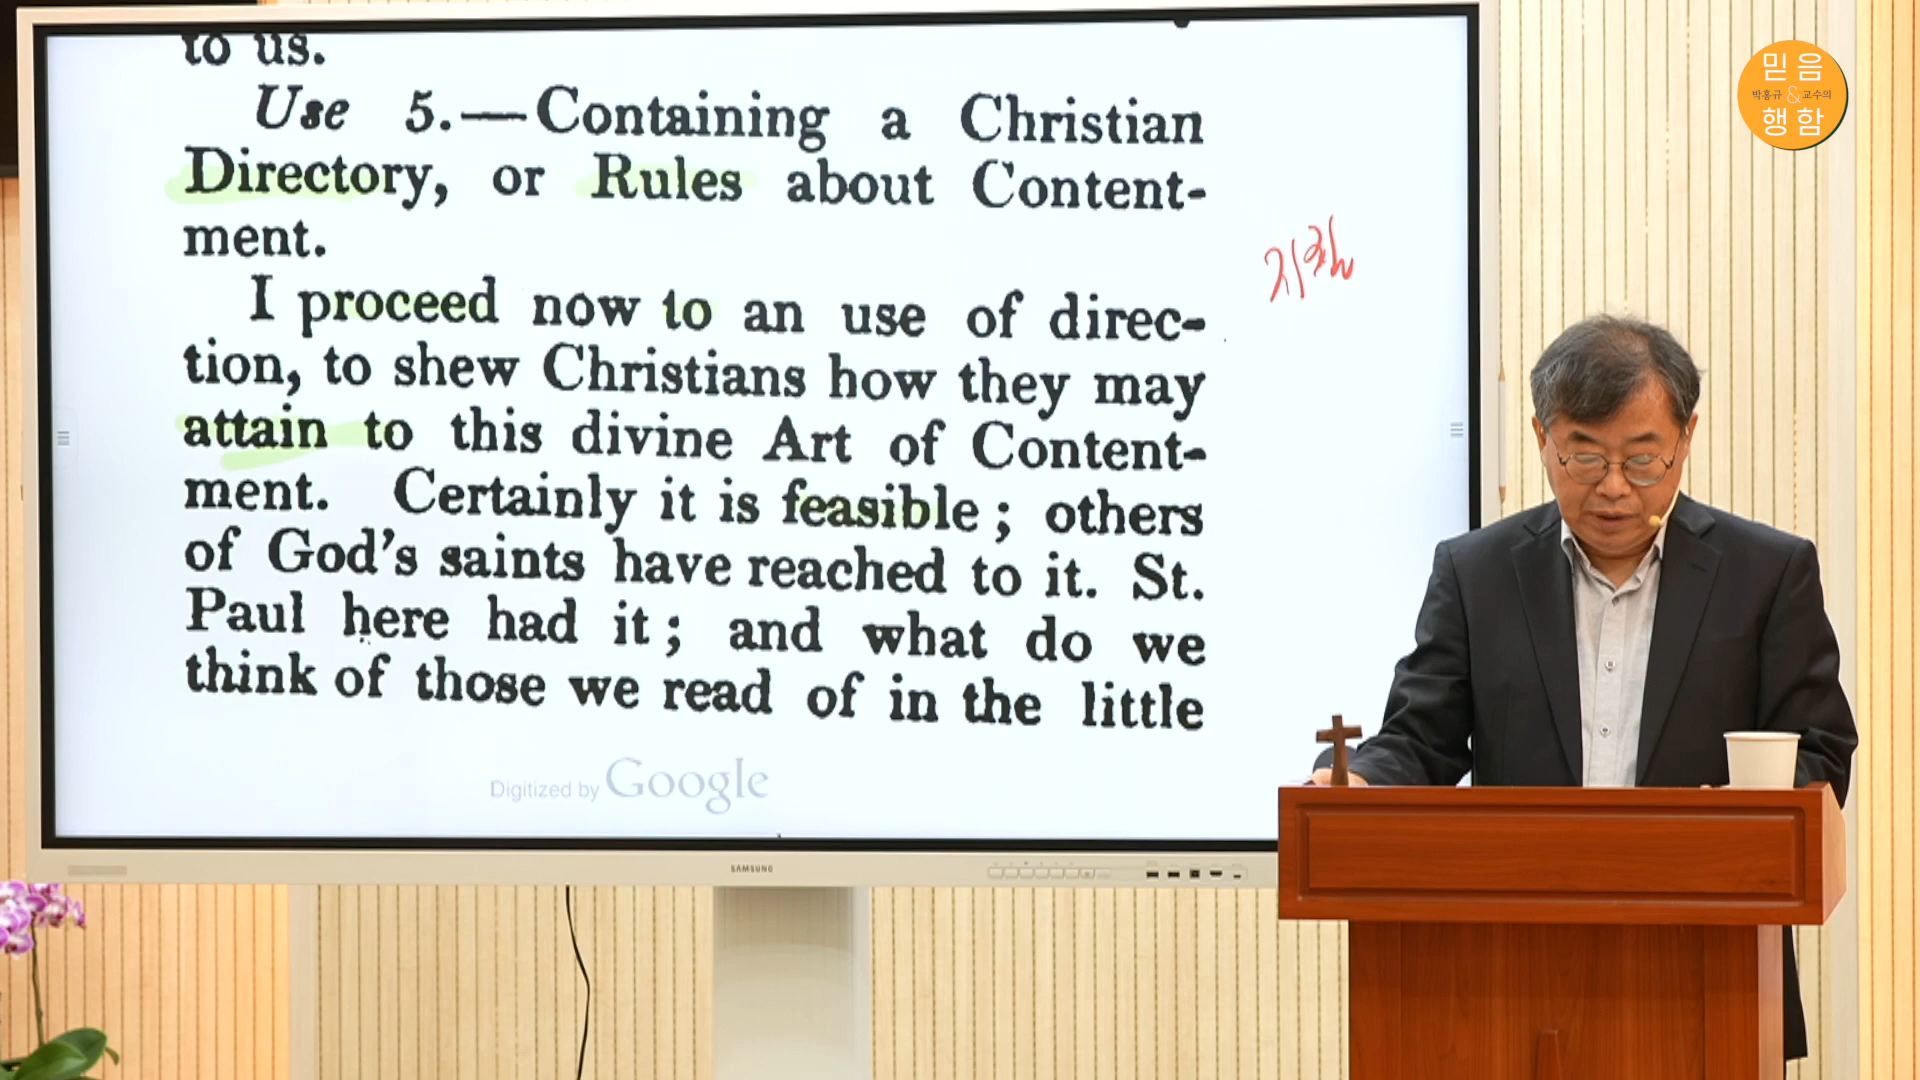 to us.
Use 5.—Containing a Christian
Directory, or Rules about Content-
ment.
I proceed now to an use of direc-
tion, to shew Christians how they may
attain to this divine Art of Content-
ment. Certainly it is feasible; others
of God's saints have reached to it. St.
Paul here had it; and what do we
think of those we read of in the little
Digitized by Google
SAMSUNG
믿음
박홍규 & 교수의
행함
지침